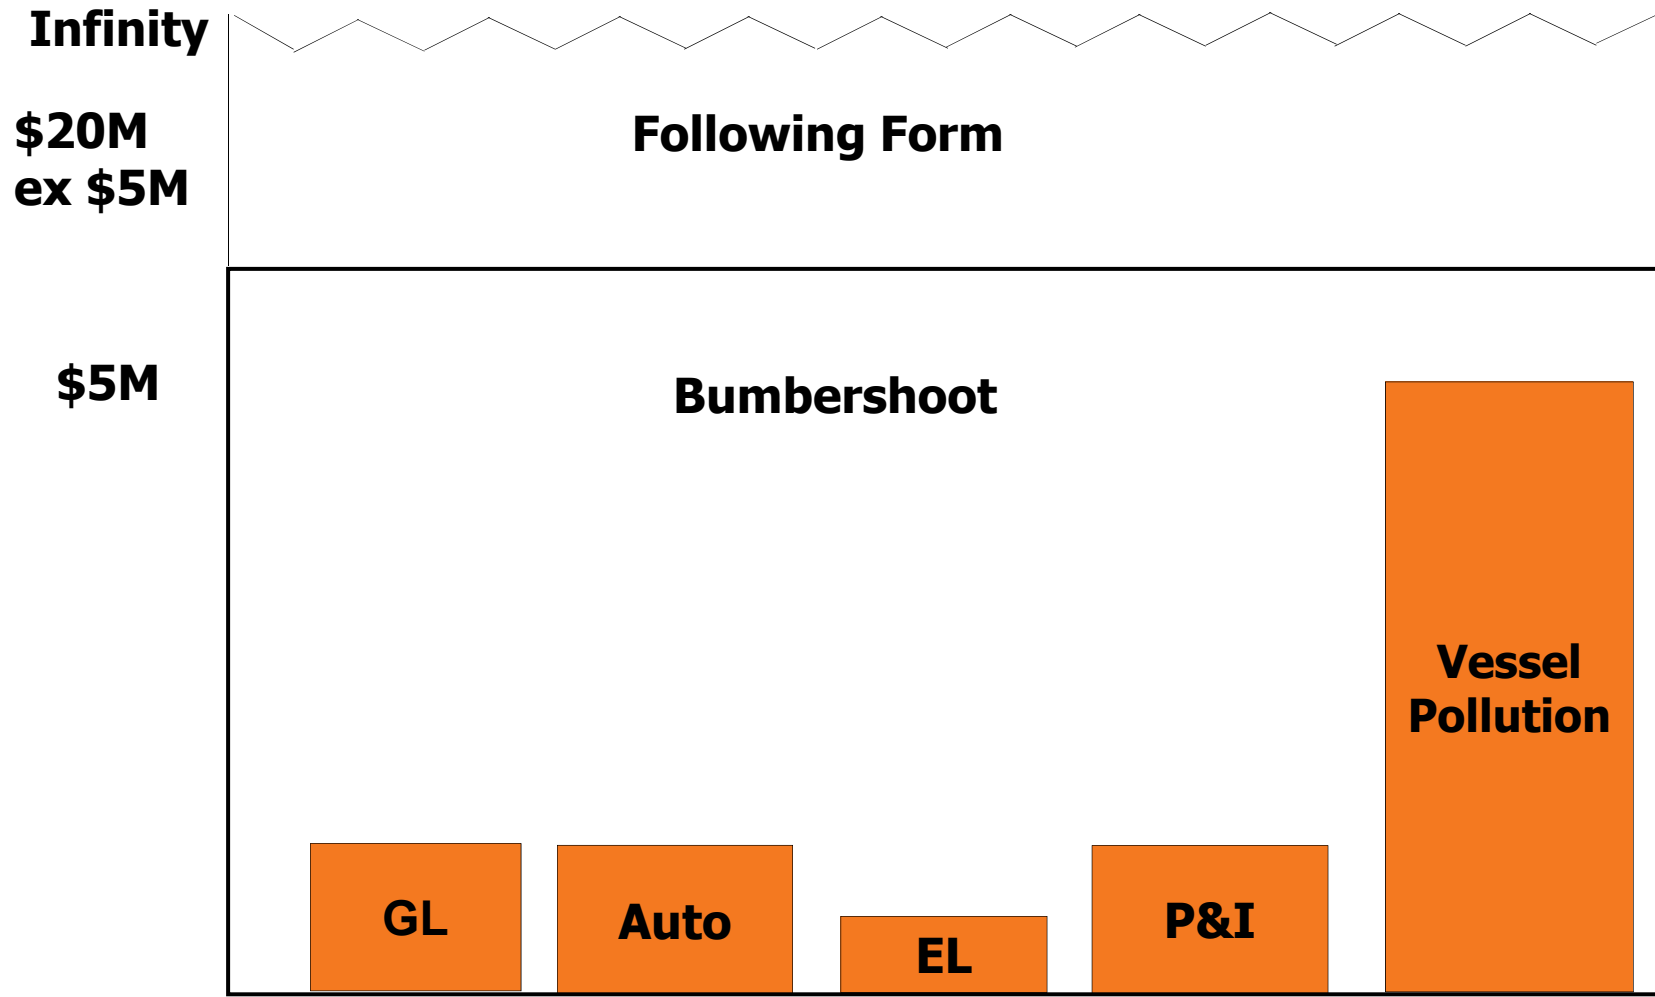 Infinity
$20M
ex $5M
Following Form
$5M
Bumbershoot
Vessel
Pollution
GL
Auto
EL
P&I